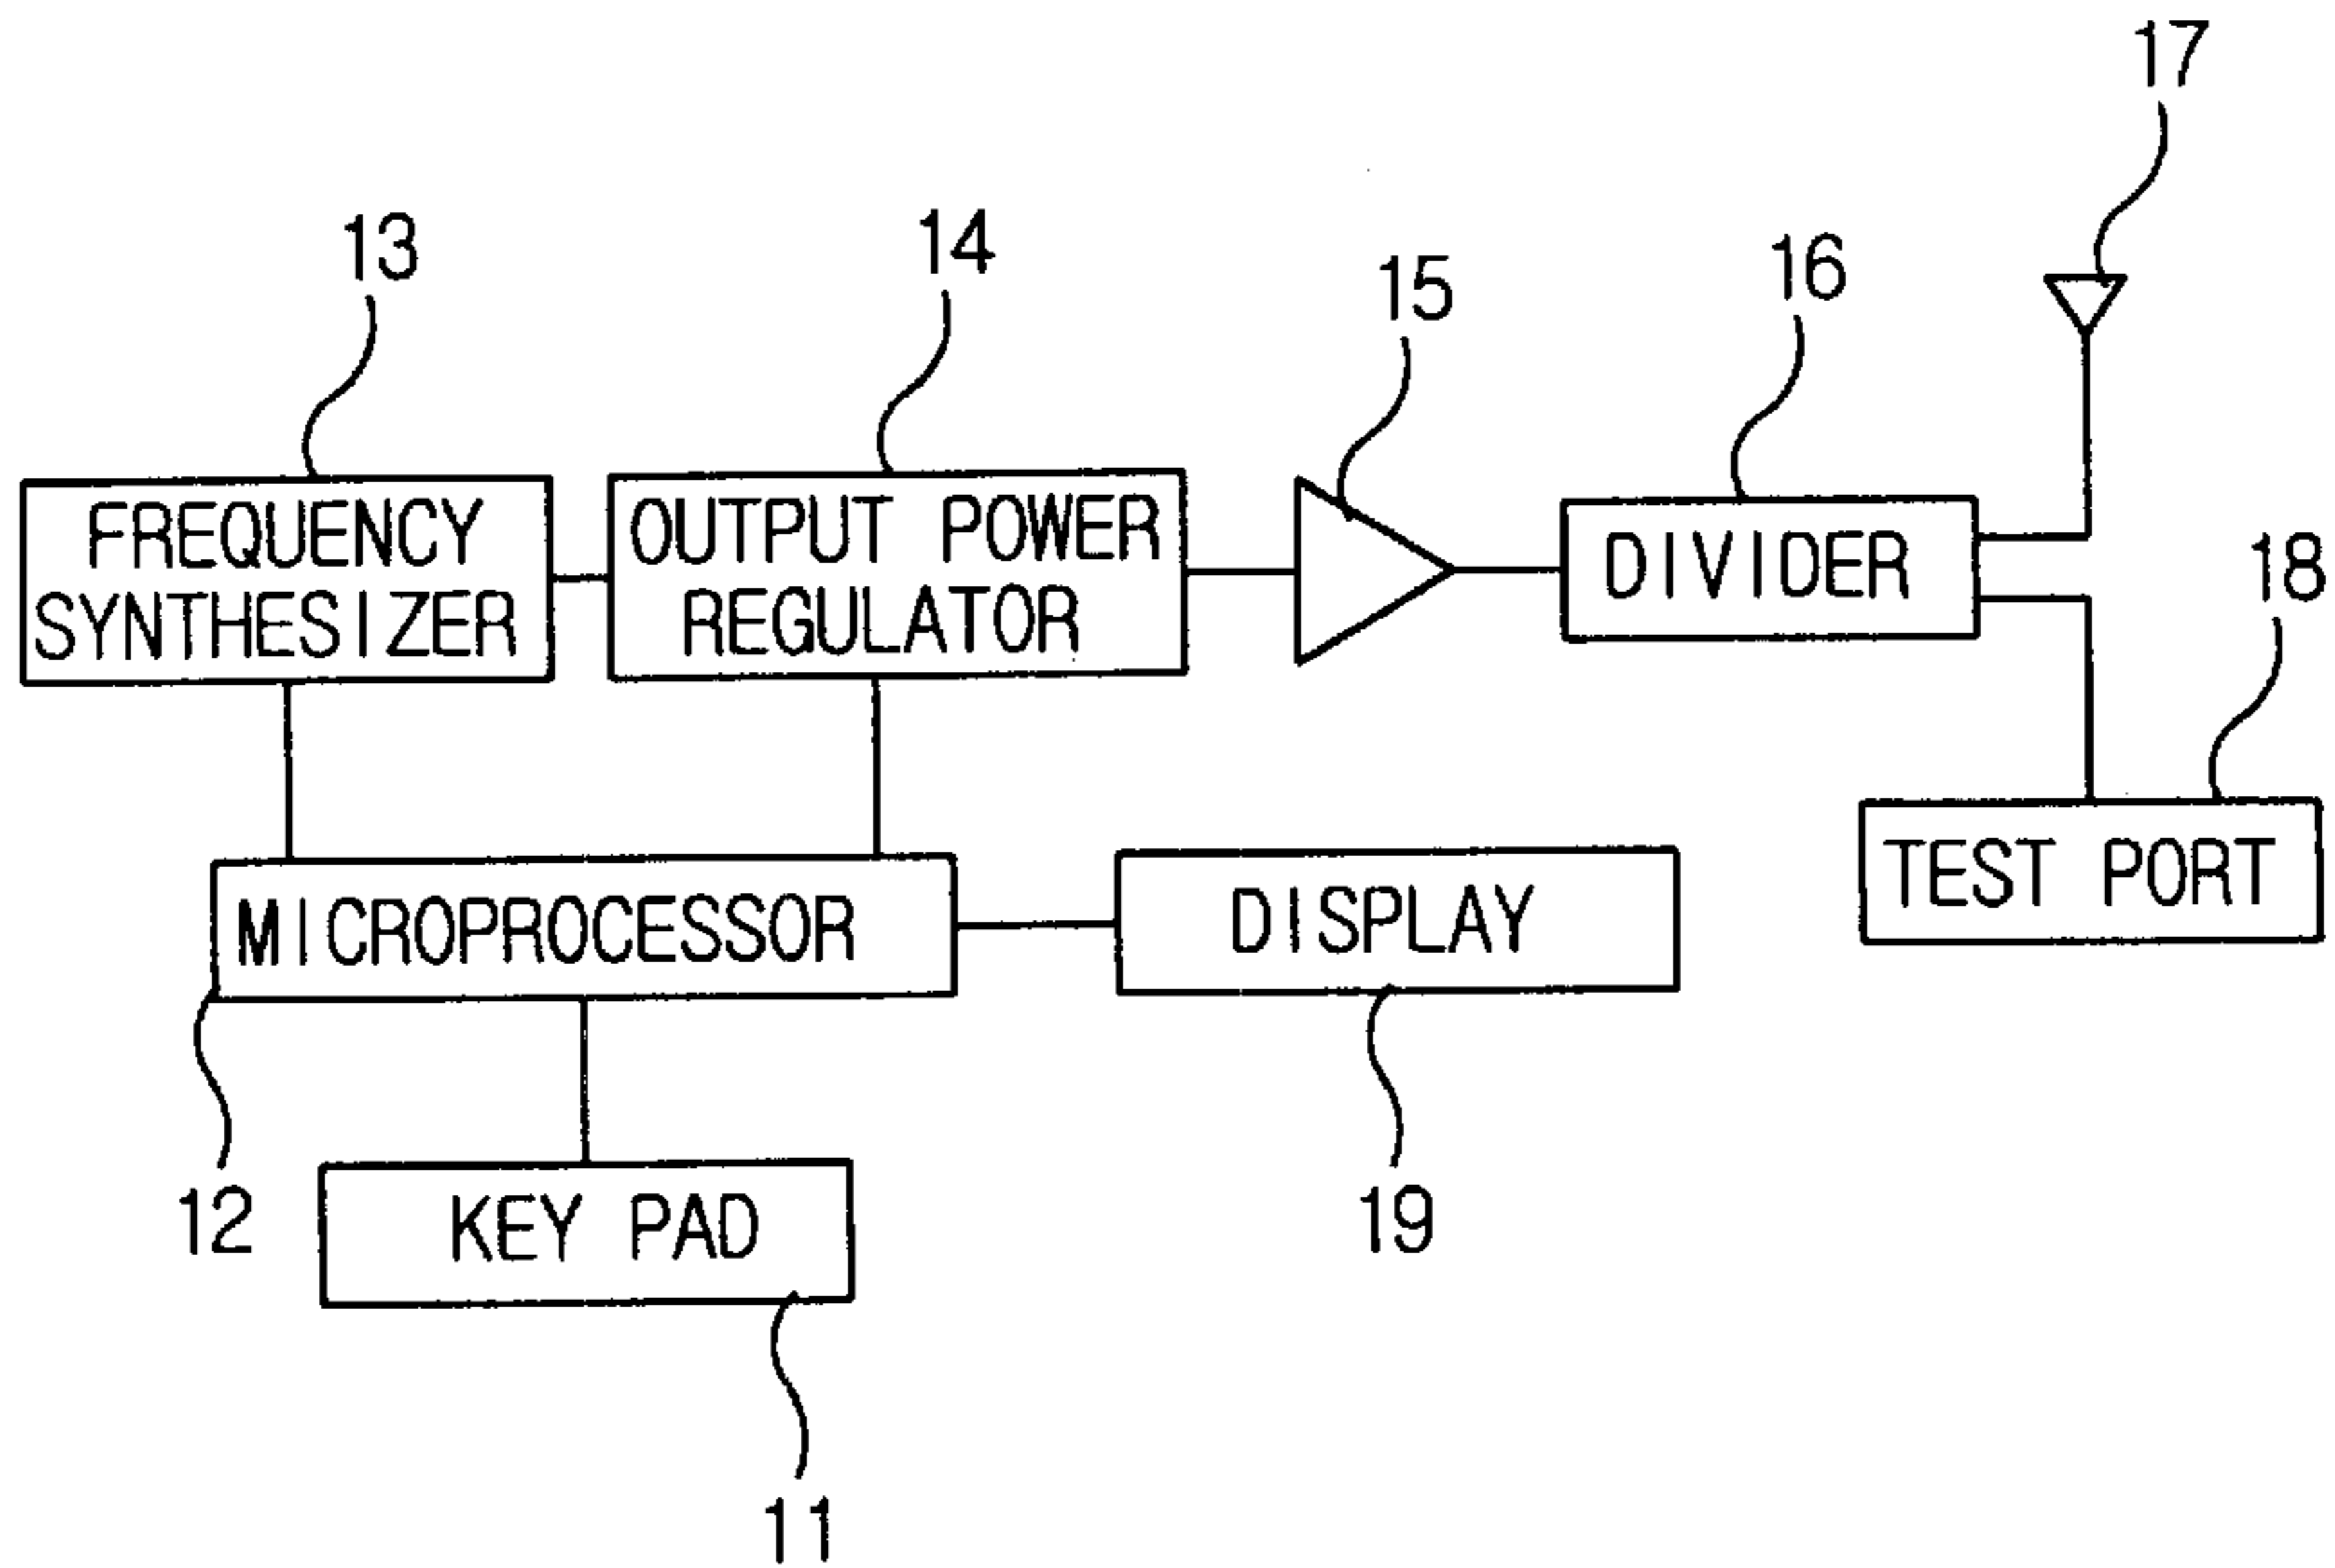 17
13
14
15
16
FREQUENCY
SYNTHESIZER
OUTPUT POWER
REGULATOR
DIVIDER
18
MICROPROCESSOR
DISPLAY
TEST PORT
12
KEY PAD
19
11